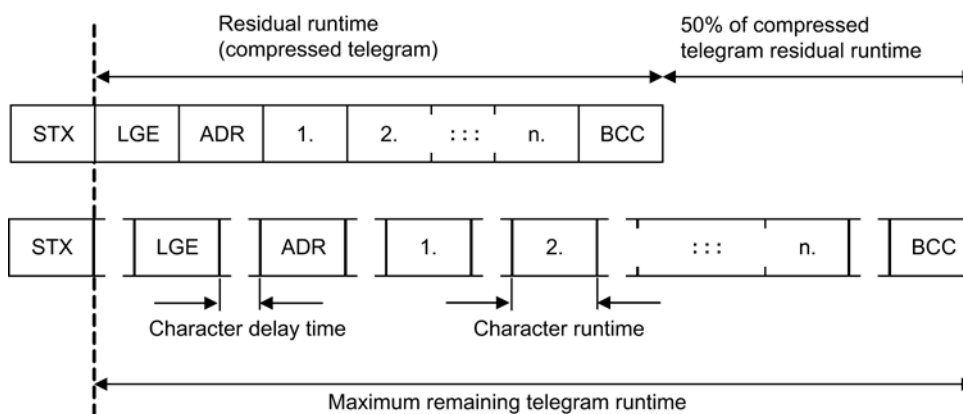 Residual runtime
(compressed telegram)
50% of compressed
telegram residual runtime
STX LGE ADR 1. 2. : : : n. BCC
STX LGE ADR 1. 2. : : : n. BCC
Character delay time
Character runtime
Maximum remaining telegram runtime